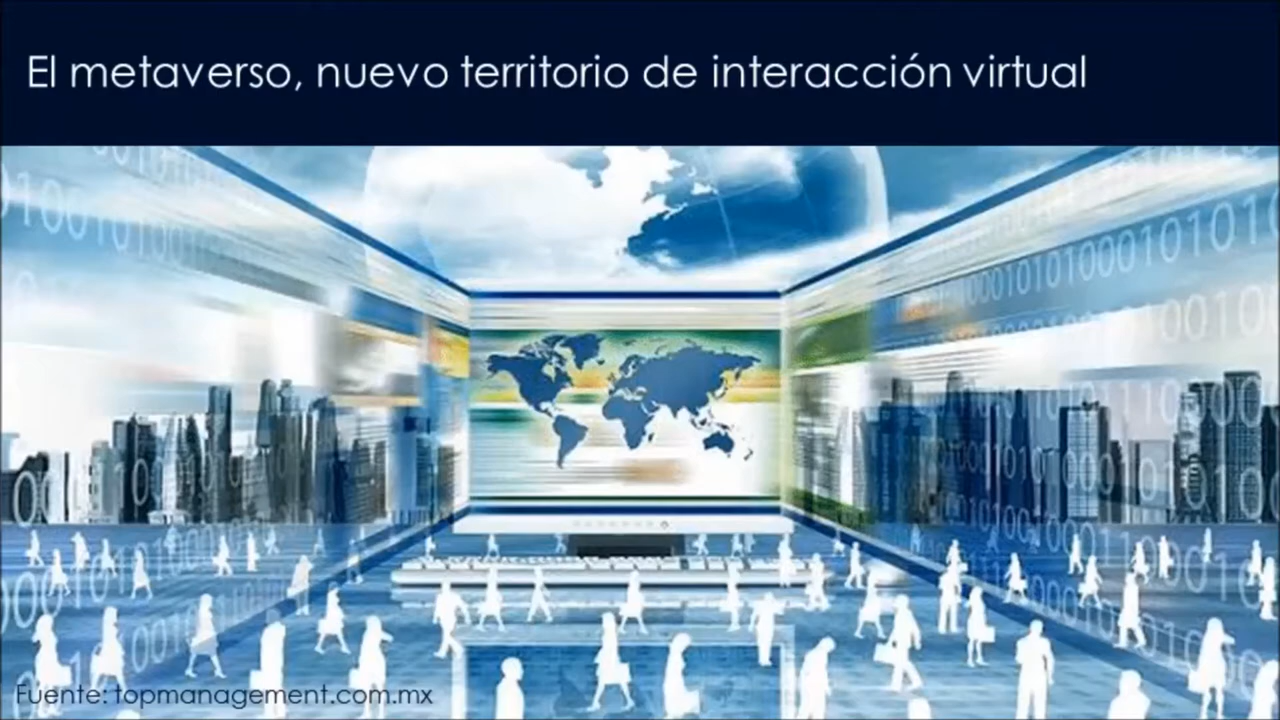 El metaverso, nuevo territorio de interacción virtual
Fuente: topmanagement.com.mx